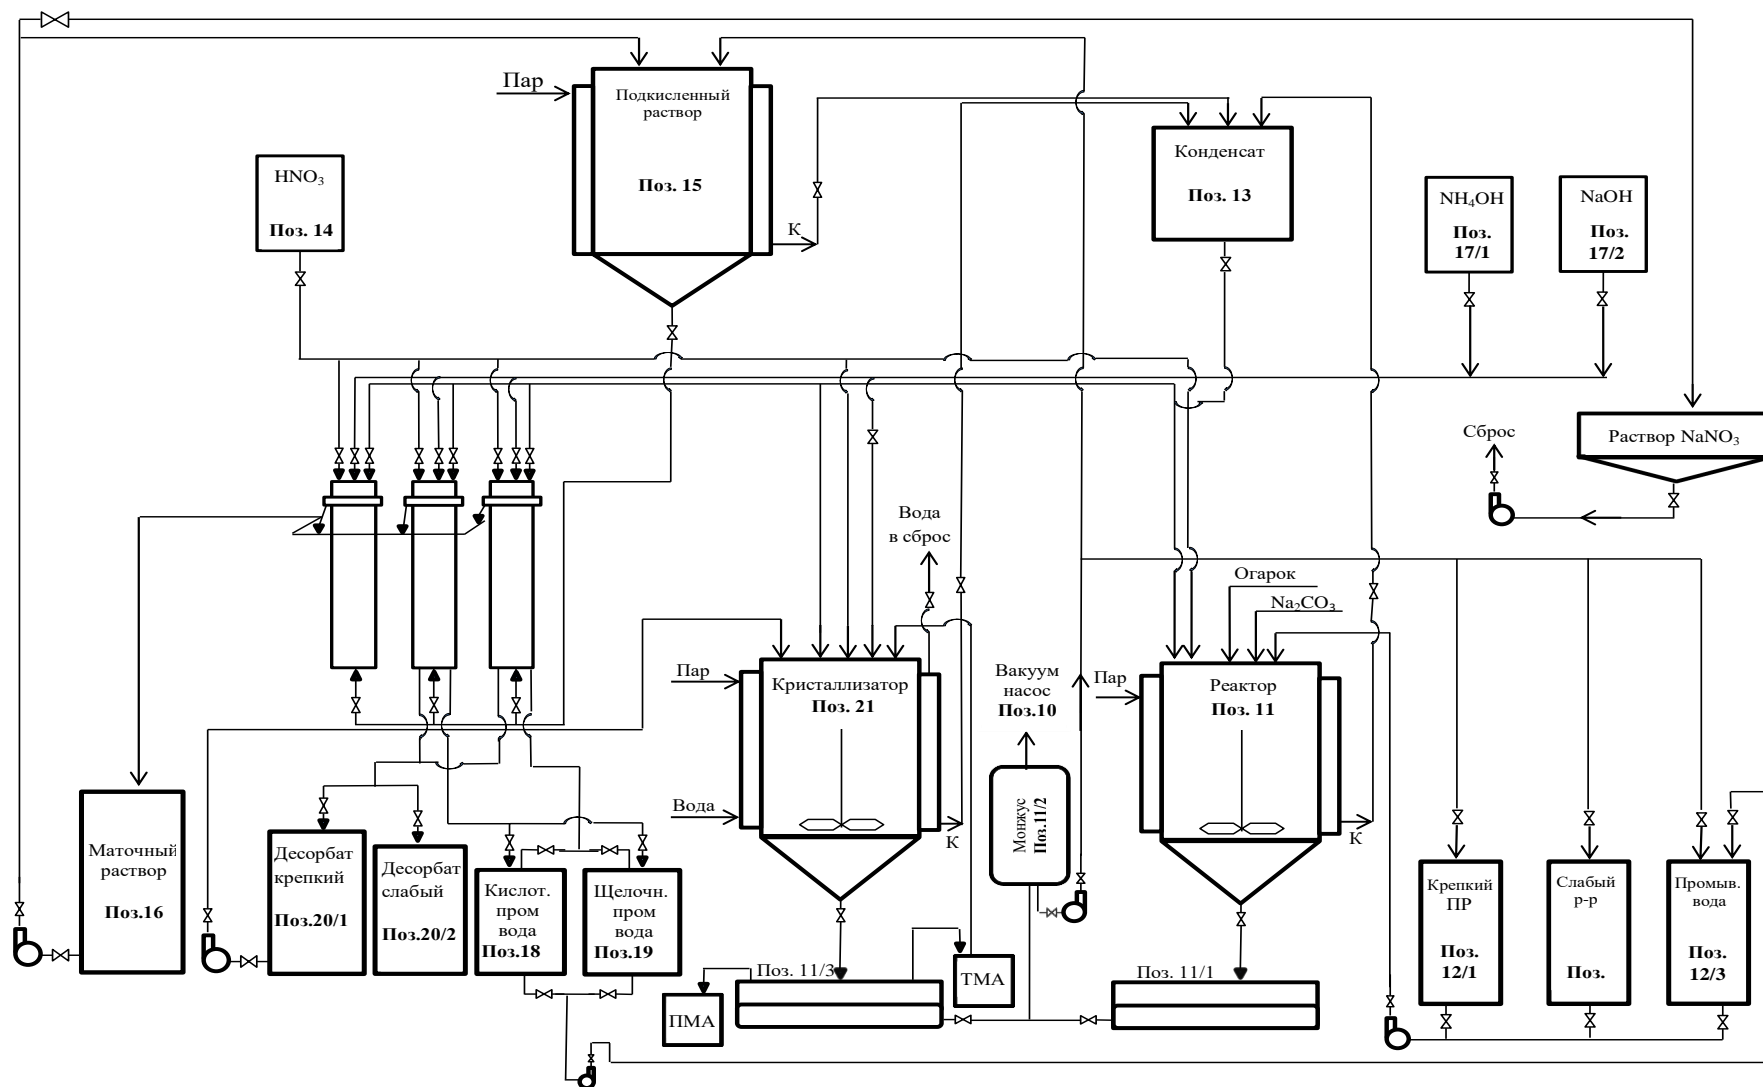 Пар
Подкисленный
раствор
Поз. 15
К
HNO₃
Поз. 14
Конденсат
Поз. 13
NH₄OH
Поз.
17/1
NaOH
Поз.
17/2
Сброс
Раствор NaNO₃
Вода
в сброс
Огарок
Na₂CO₃
Пар
Кристаллизатор
Поз. 21
Вода
К
Вакуум
насос
Поз.10
Монжус
Поз.11/2
Пар
Реактор
Поз. 11
К
Маточный
раствор
Поз.16
Десорбат
крепкий
Поз.20/1
Десорбат
слабый
Поз.20/2
Кислот.
пром
вода
Поз.18
Щелочн.
пром
вода
Поз.19
Крепкий
ПР
Поз.
12/1
Слабый
р-р
Поз.
Промыв.
вода
Поз.
12/3
Поз. 11/3
ПМА
ТМА
Поз. 11/1